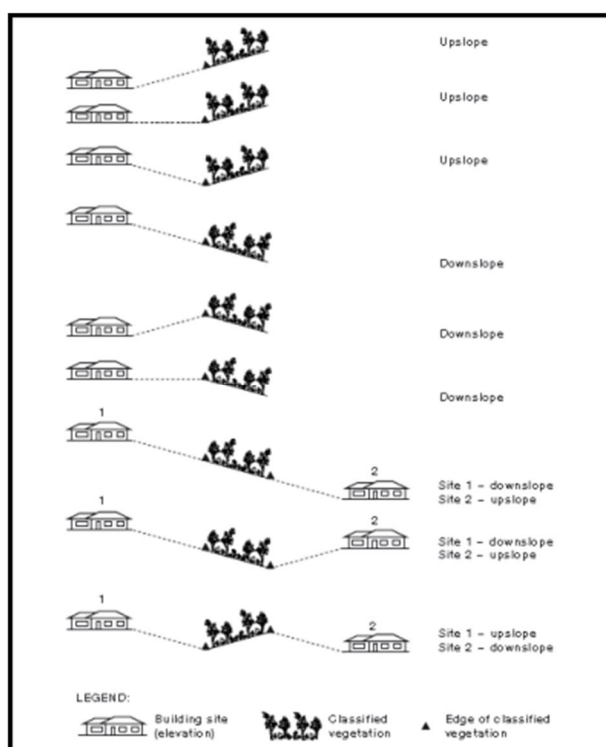 Upslope
Upslope
Upslope
Downslope
Downslope
Downslope
1
2
Site 1 – downslope
Site 2 – upslope
1
2
Site 1 – downslope
Site 2 – upslope
1
2
Site 1 – upslope
Site 2 – downslope
LEGEND:
Building site
(elevation)
Classified
vegetation
Edge of classified
vegetation